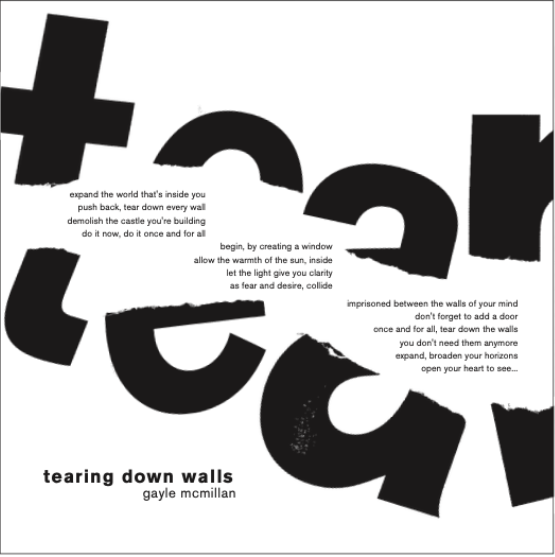 tear
expand the world that's inside you
push back, tear down every wall
demolish the castle you're building
do it now, do it once and for all
begin, by creating a window
allow the warmth of the sun, inside
let the light give you clarity
as fear and desire, collide
imprisoned between the walls of your mind
don't forget to add a door
once and for all, tear down the walls
you don't need them anymore
expand, broaden your horizons
open your heart to see...
tearing down walls
gayle mcmillan